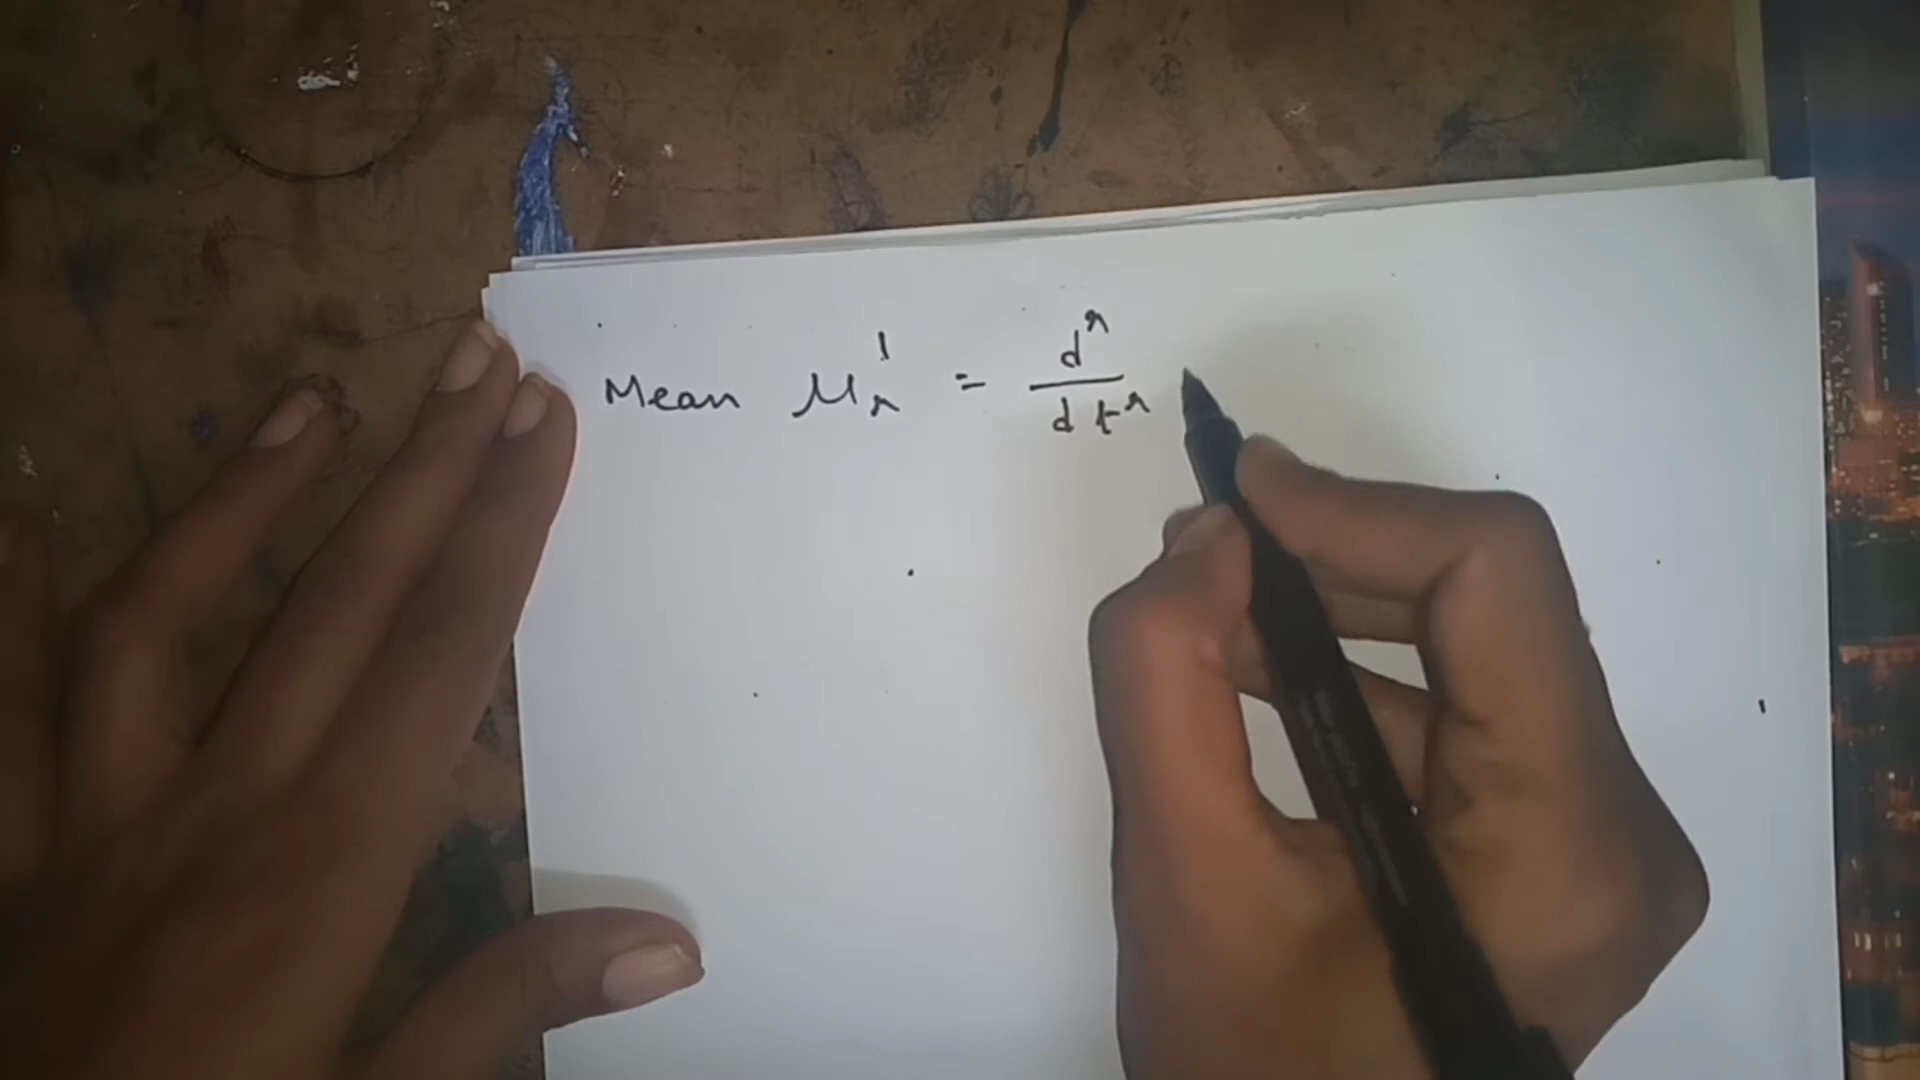 Mean μ'ᵣ = dʳ / dtʳ